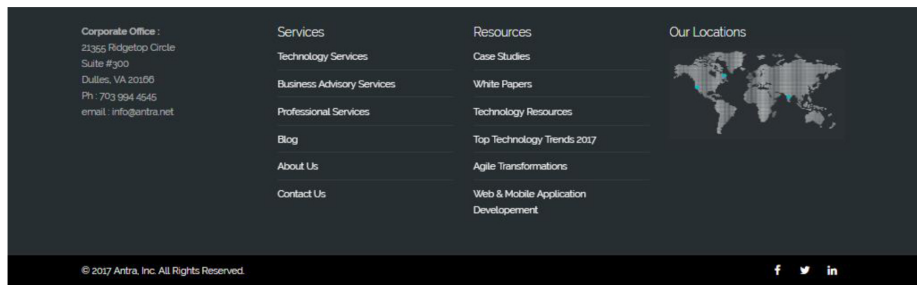 Corporate Office :
21355 Ridgetop Circle
Suite #300
Dulles, VA 20166
Ph : 703 994 4545
email : info@antra.net
Services
Technology Services
Business Advisory Services
Professional Services
Blog
About Us
Contact Us
Resources
Case Studies
White Papers
Technology Resources
Top Technology Trends 2017
Agile Transformations
Web & Mobile Application
Developement
Our Locations
© 2017 Antra, Inc. All Rights Reserved.